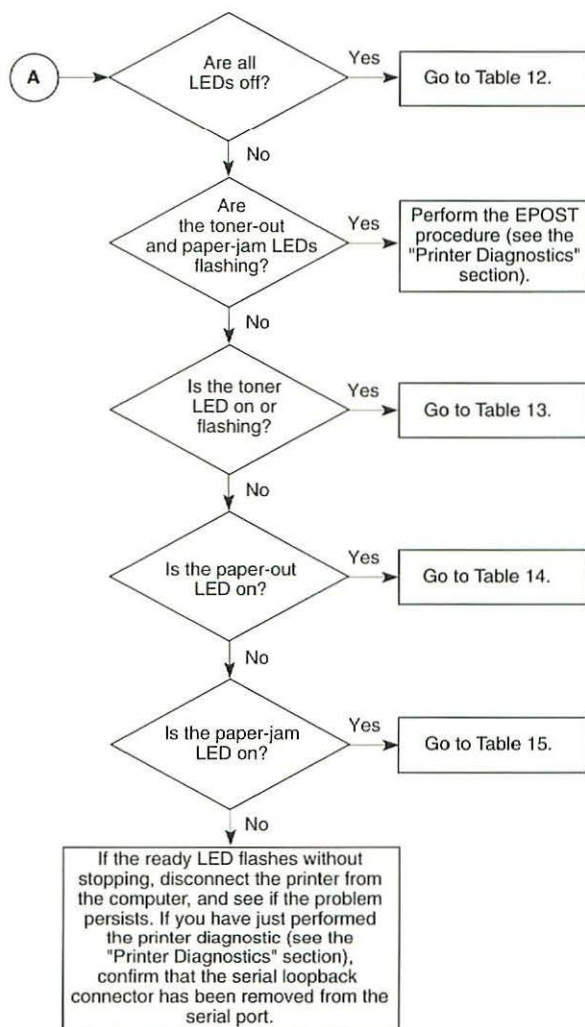 A
Are all
LEDs off?
Yes
Go to Table 12.
No
Are
the toner-out
and paper-jam LEDs
flashing?
Yes
Perform the EPOST
procedure (see the
"Printer Diagnostics"
section).
No
Is the toner
LED on or
flashing?
Yes
Go to Table 13.
No
Is the paper-out
LED on?
Yes
Go to Table 14.
No
Is the paper-jam
LED on?
Yes
Go to Table 15.
No
If the ready LED flashes without
stopping, disconnect the printer from
the computer, and see if the problem
persists. If you have just performed
the printer diagnostic (see the
"Printer Diagnostics" section),
confirm that the serial loopback
connector has been removed from the
serial port.